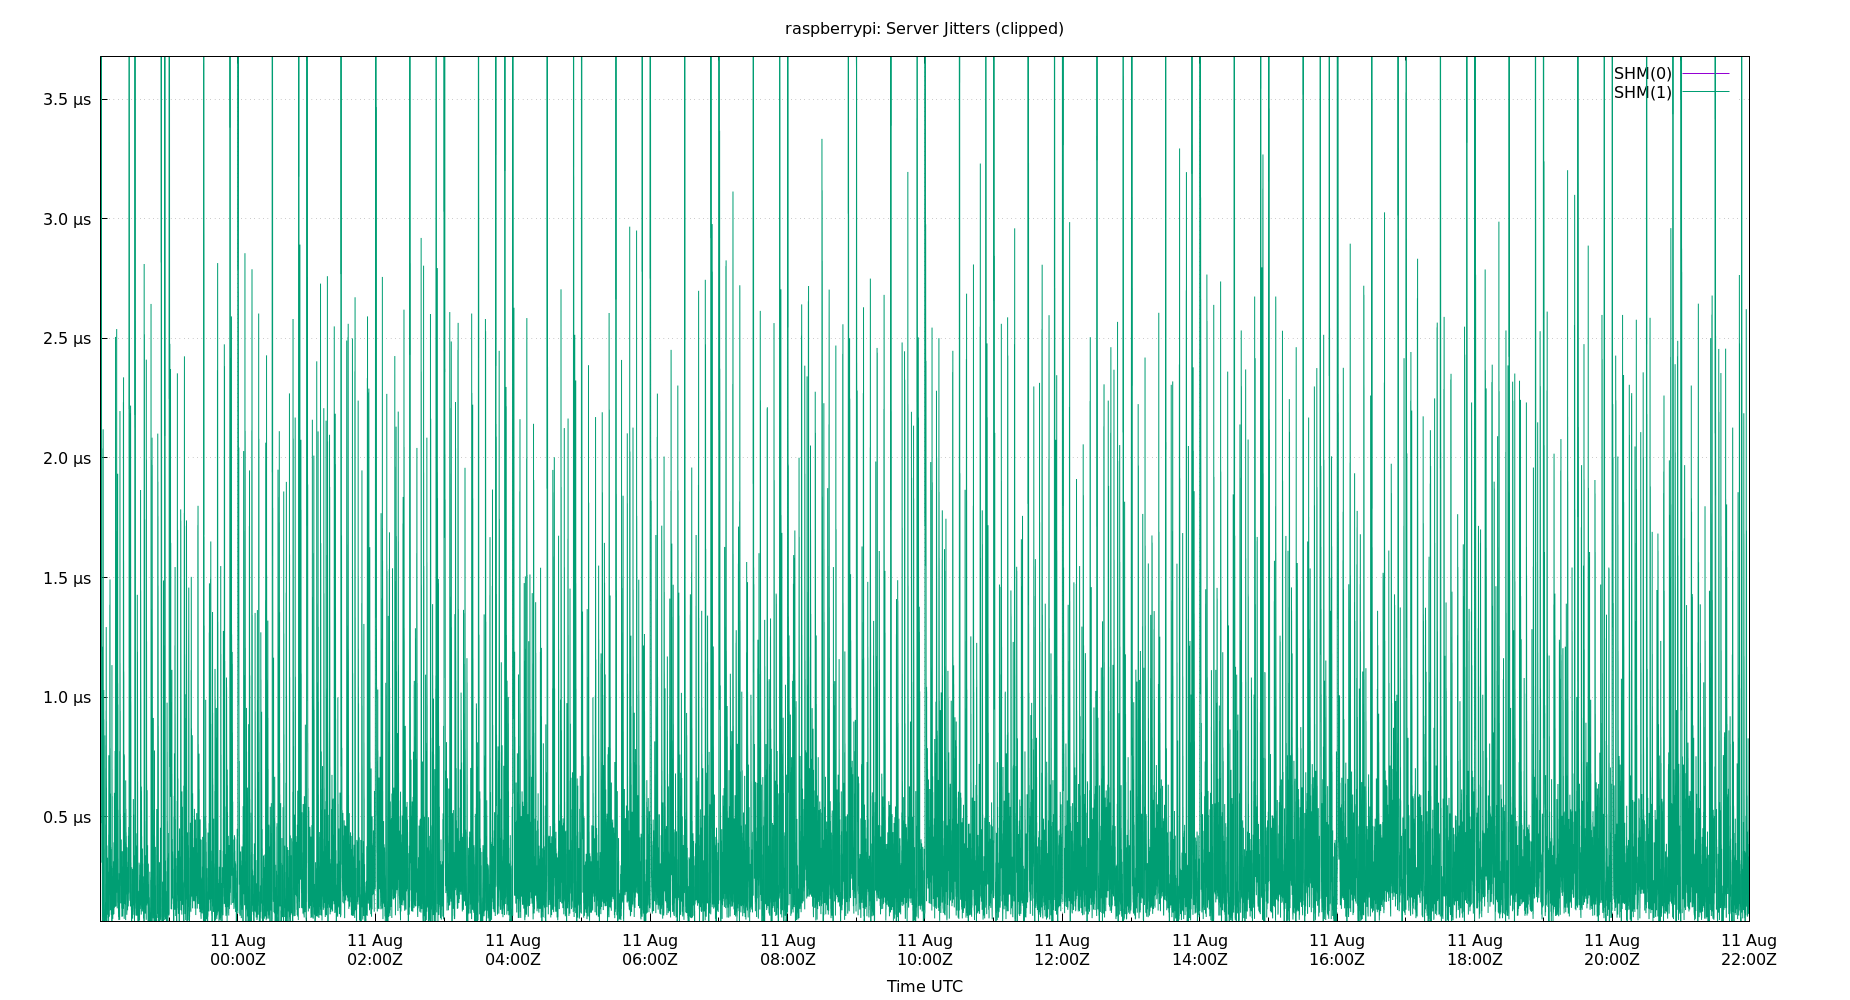 raspberrypi: Server Jitters (clipped)
SHM(0)
SHM(1)
3.5 µs
3.0 µs
2.5 µs
2.0 µs
1.5 µs
1.0 µs
0.5 µs
11 Aug 11 Aug 11 Aug 11 Aug 11 Aug 11 Aug 11 Aug 11 Aug 11 Aug 11 Aug 11 Aug 11 Aug
00:00Z 02:00Z 04:00Z 06:00Z 08:00Z 10:00Z 12:00Z 14:00Z 16:00Z 18:00Z 20:00Z 22:00Z
Time UTC